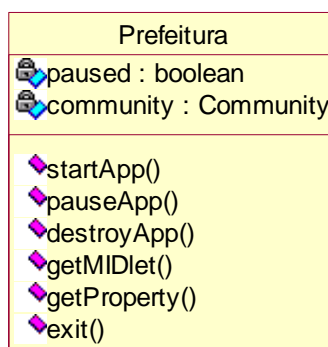 Prefeitura
paused : boolean
community : Community
startApp()
pauseApp()
destroyApp()
getMIDlet()
getProperty()
exit()